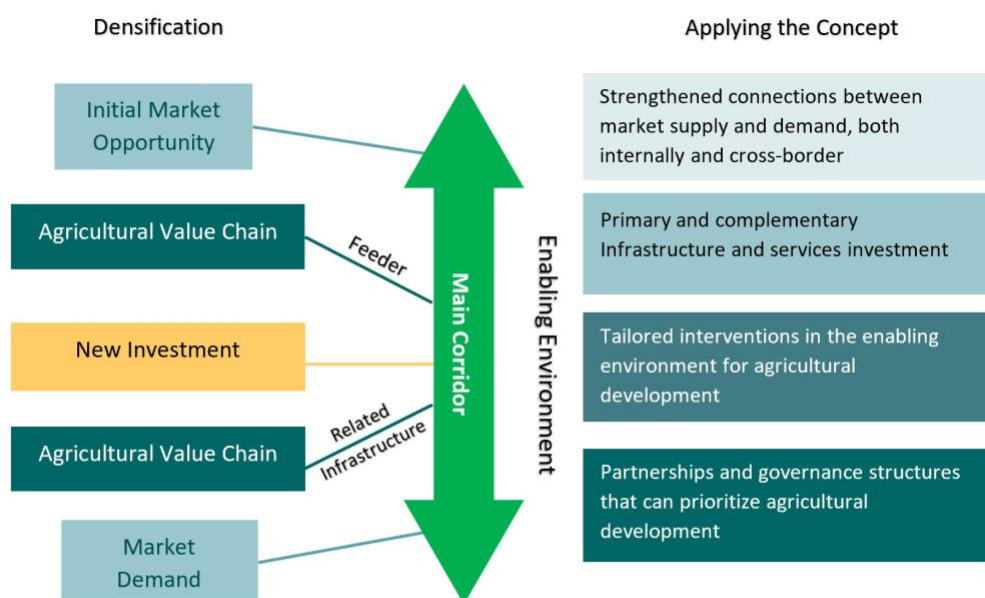 Densification
Applying the Concept
Initial Market
Opportunity
Agricultural Value Chain
Feeder
New Investment
Agricultural Value Chain
Related
Infrastructure
Market
Demand
Main Corridor
Enabling Environment
Strengthened connections between
market supply and demand, both
internally and cross-border
Primary and complementary
Infrastructure and services investment
Tailored interventions in the enabling
environment for agricultural
development
Partnerships and governance structures
that can prioritize agricultural
development